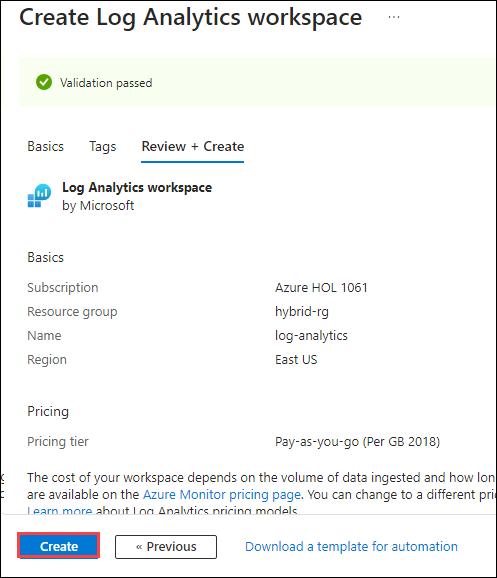 Create Log Analytics workspace ...
Validation passed
Basics Tags Review + Create
Log Analytics workspace
by Microsoft
Basics
Subscription Azure HOL 1061
Resource group hybrid-rg
Name log-analytics
Region East US
Pricing
Pricing tier Pay-as-you-go (Per GB 2018)
The cost of your workspace depends on the volume of data ingested and how lon
are available on the Azure Monitor pricing page. You can change to a different pri
Learn more about Log Analytics pricing models
Create « Previous Download a template for automation